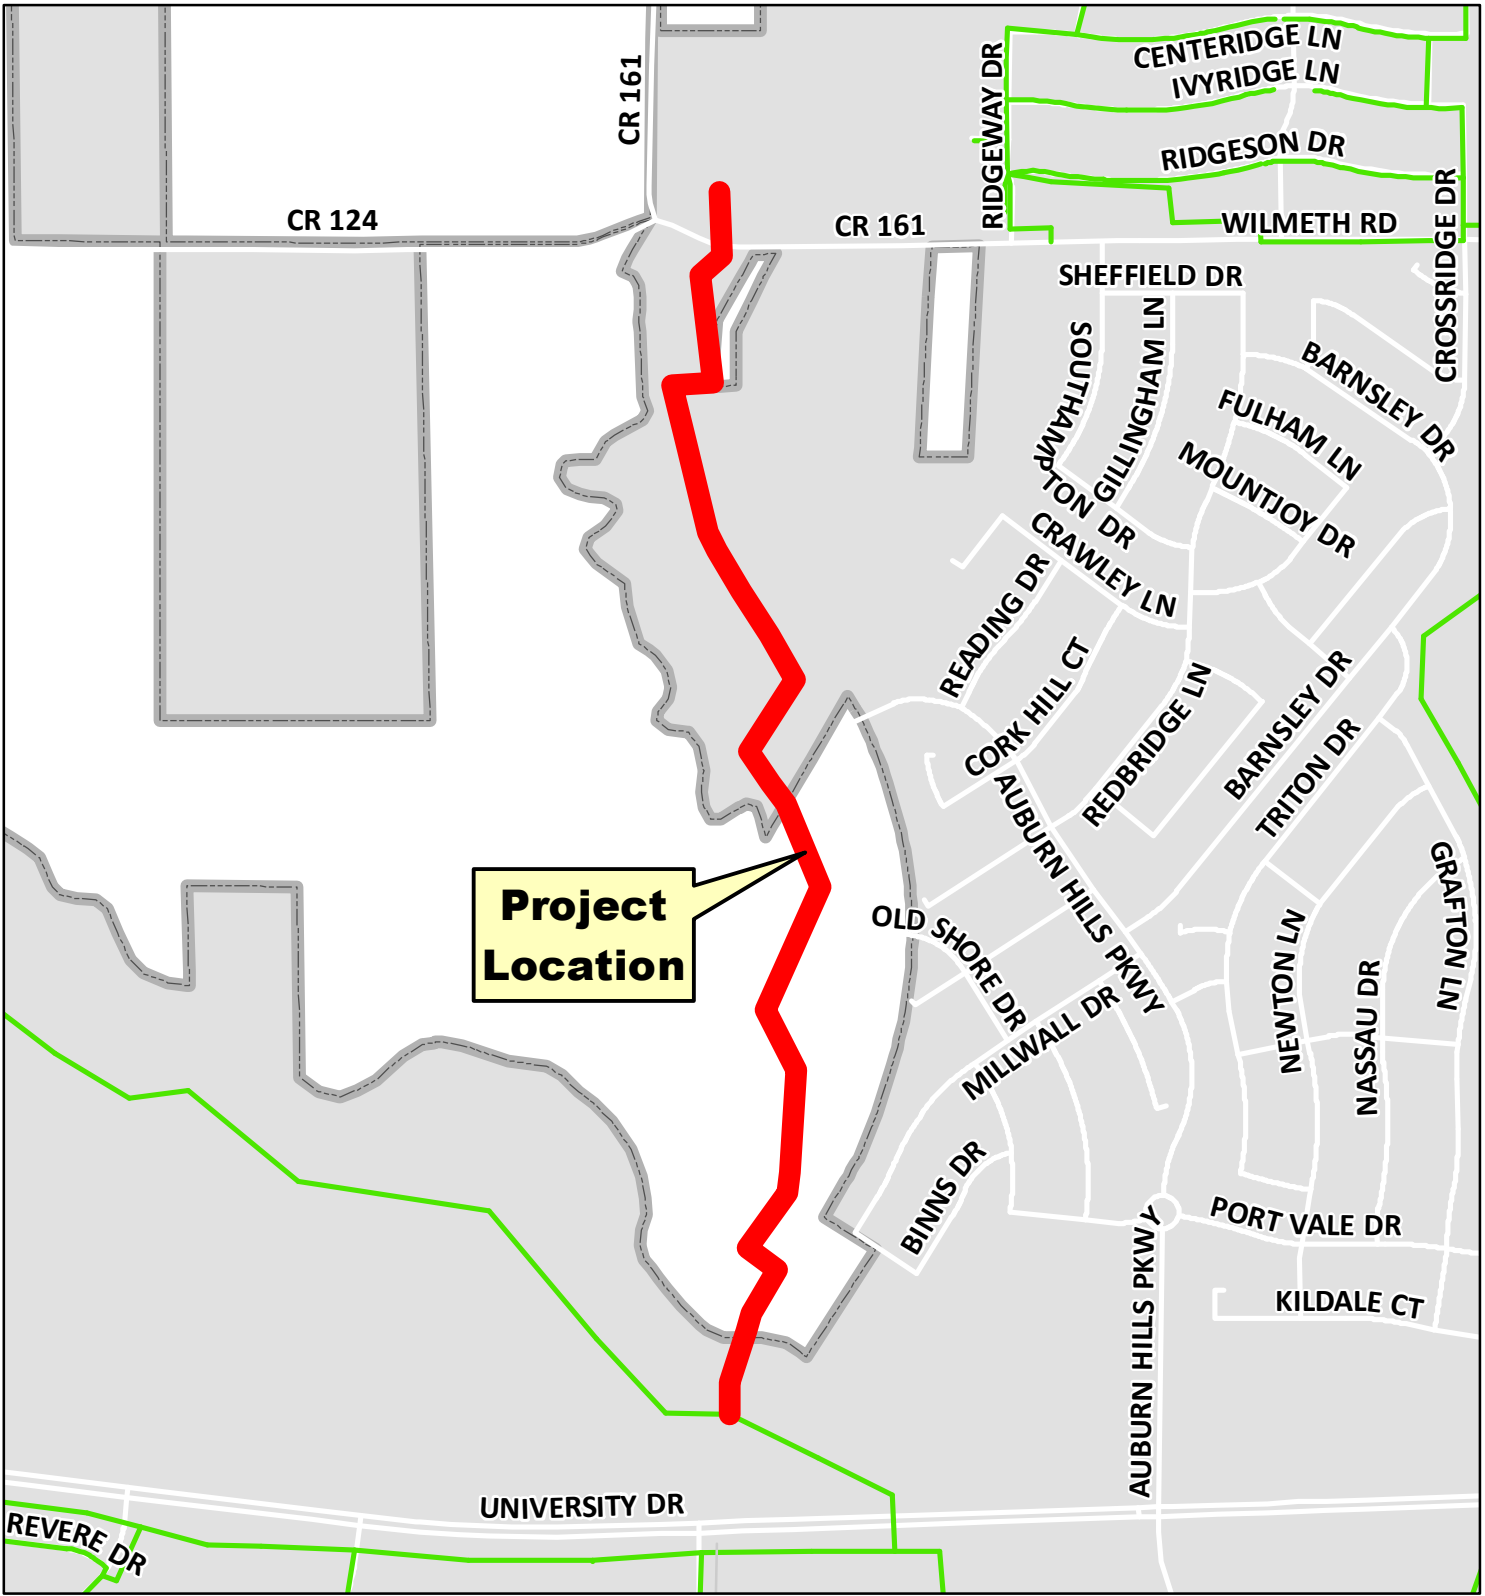 CENTERIDGE LN
IVYRIDGE LN
CR 161
RIDGEWAY DR
RIDGESON DR
CR 124
CR 161
WILMETH RD
CROSSRIDGE DR
SHEFFIELD DR
SOUTHAMPTON DR
GILLINGHAM LN
BARNSLEY DR
FULHAM LN
MOUNTJOY DR
CRAWLEY LN
READING DR
CORK HILL CT
REDBRIDGE LN
BARNSLEY DR
TRITON DR
AUBURN HILLS PKWY
GRAFTON LN
Project
Location
OLD SHORE DR
NEWTON LN
NASSAU DR
MILLWALL DR
BINNS DR
PORT VALE DR
AUBURN HILLS PKWY
KILDALE CT
UNIVERSITY DR
REVERE DR